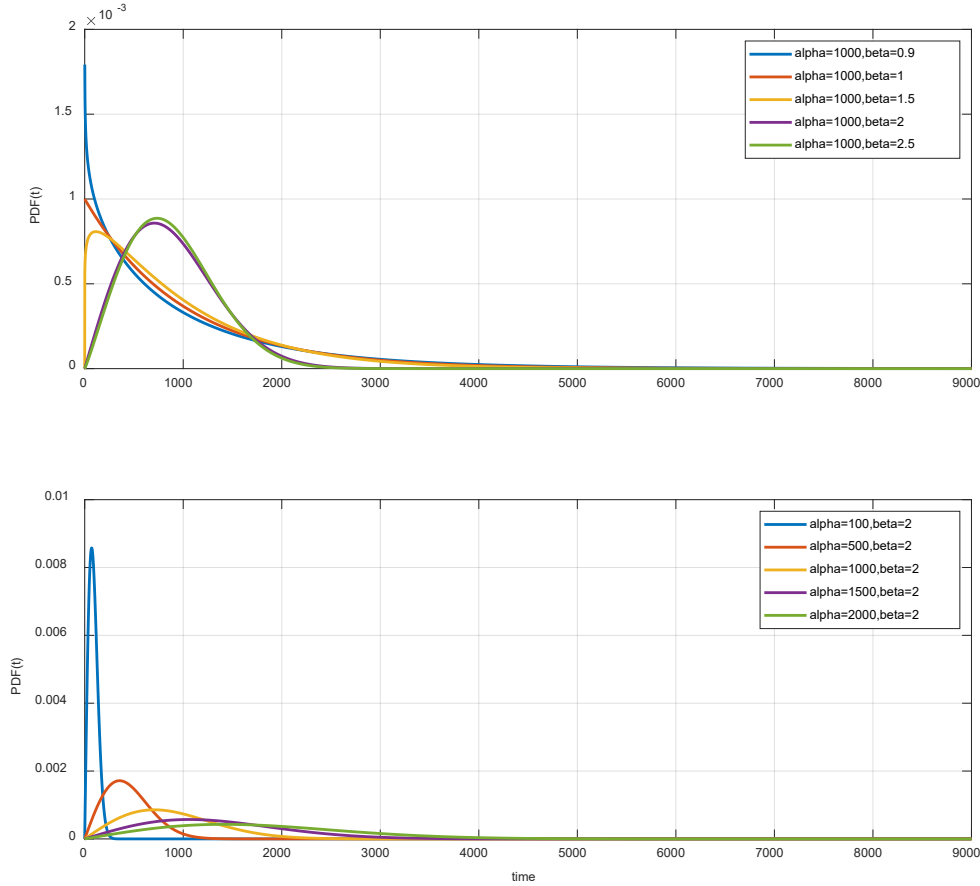 × 10 -3
2
1.5
1
0.5
0
PDF(t)
alpha=1000,beta=0.9
alpha=1000,beta=1
alpha=1000,beta=1.5
alpha=1000,beta=2
alpha=1000,beta=2.5
0 1000 2000 3000 4000 5000 6000 7000 8000 9000
0.01
0.008
0.006
0.004
0.002
0
PDF(t)
alpha=100,beta=2
alpha=500,beta=2
alpha=1000,beta=2
alpha=1500,beta=2
alpha=2000,beta=2
0 1000 2000 3000 4000 5000 6000 7000 8000 9000
time